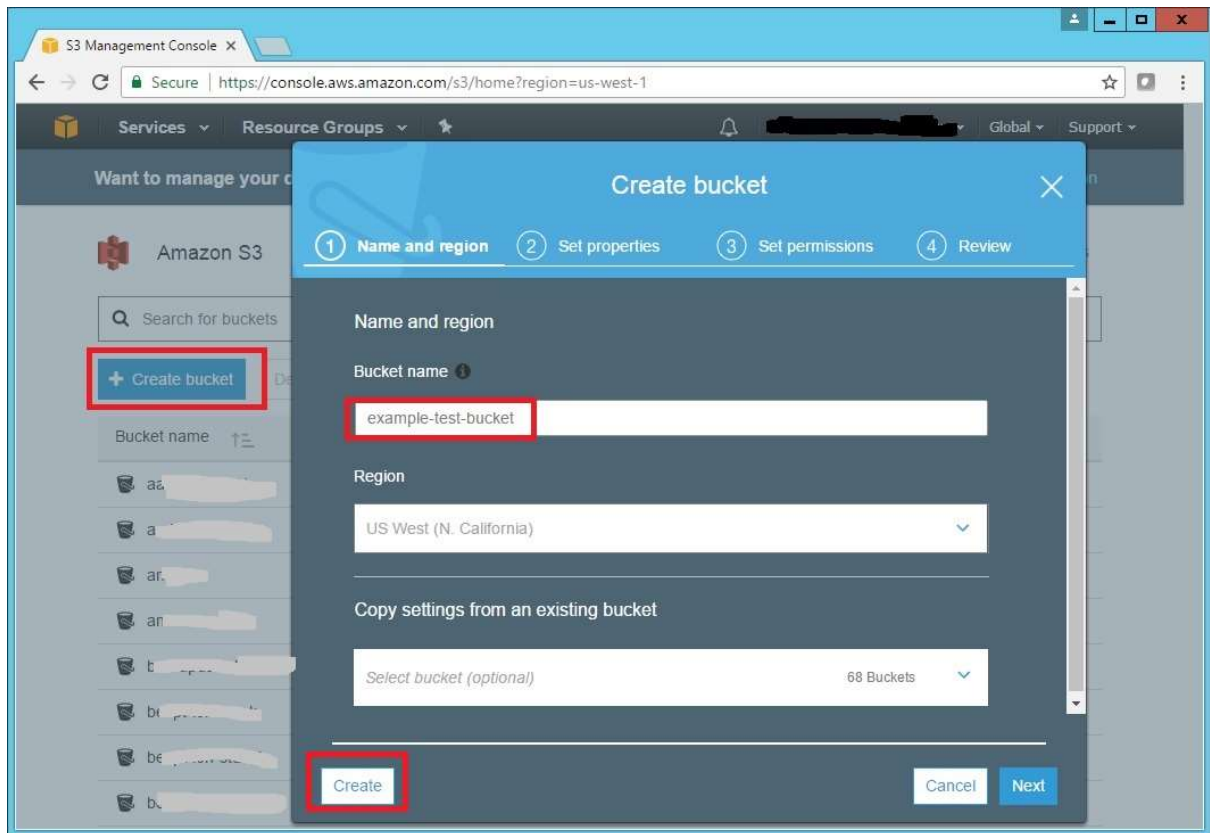 S3 Management Console
Secure | https://console.aws.amazon.com/s3/home?region=us-west-1
Services Resource Groups Global Support
Want to manage your
Create bucket
1 Name and region 2 Set properties 3 Set permissions 4 Review
Amazon S3
Search for buckets
Name and region
+ Create bucket
Bucket name
example-test-bucket
Bucket name
Region
US West (N. California)
Copy settings from an existing bucket
Select bucket (optional) 68 Buckets
Create Cancel Next